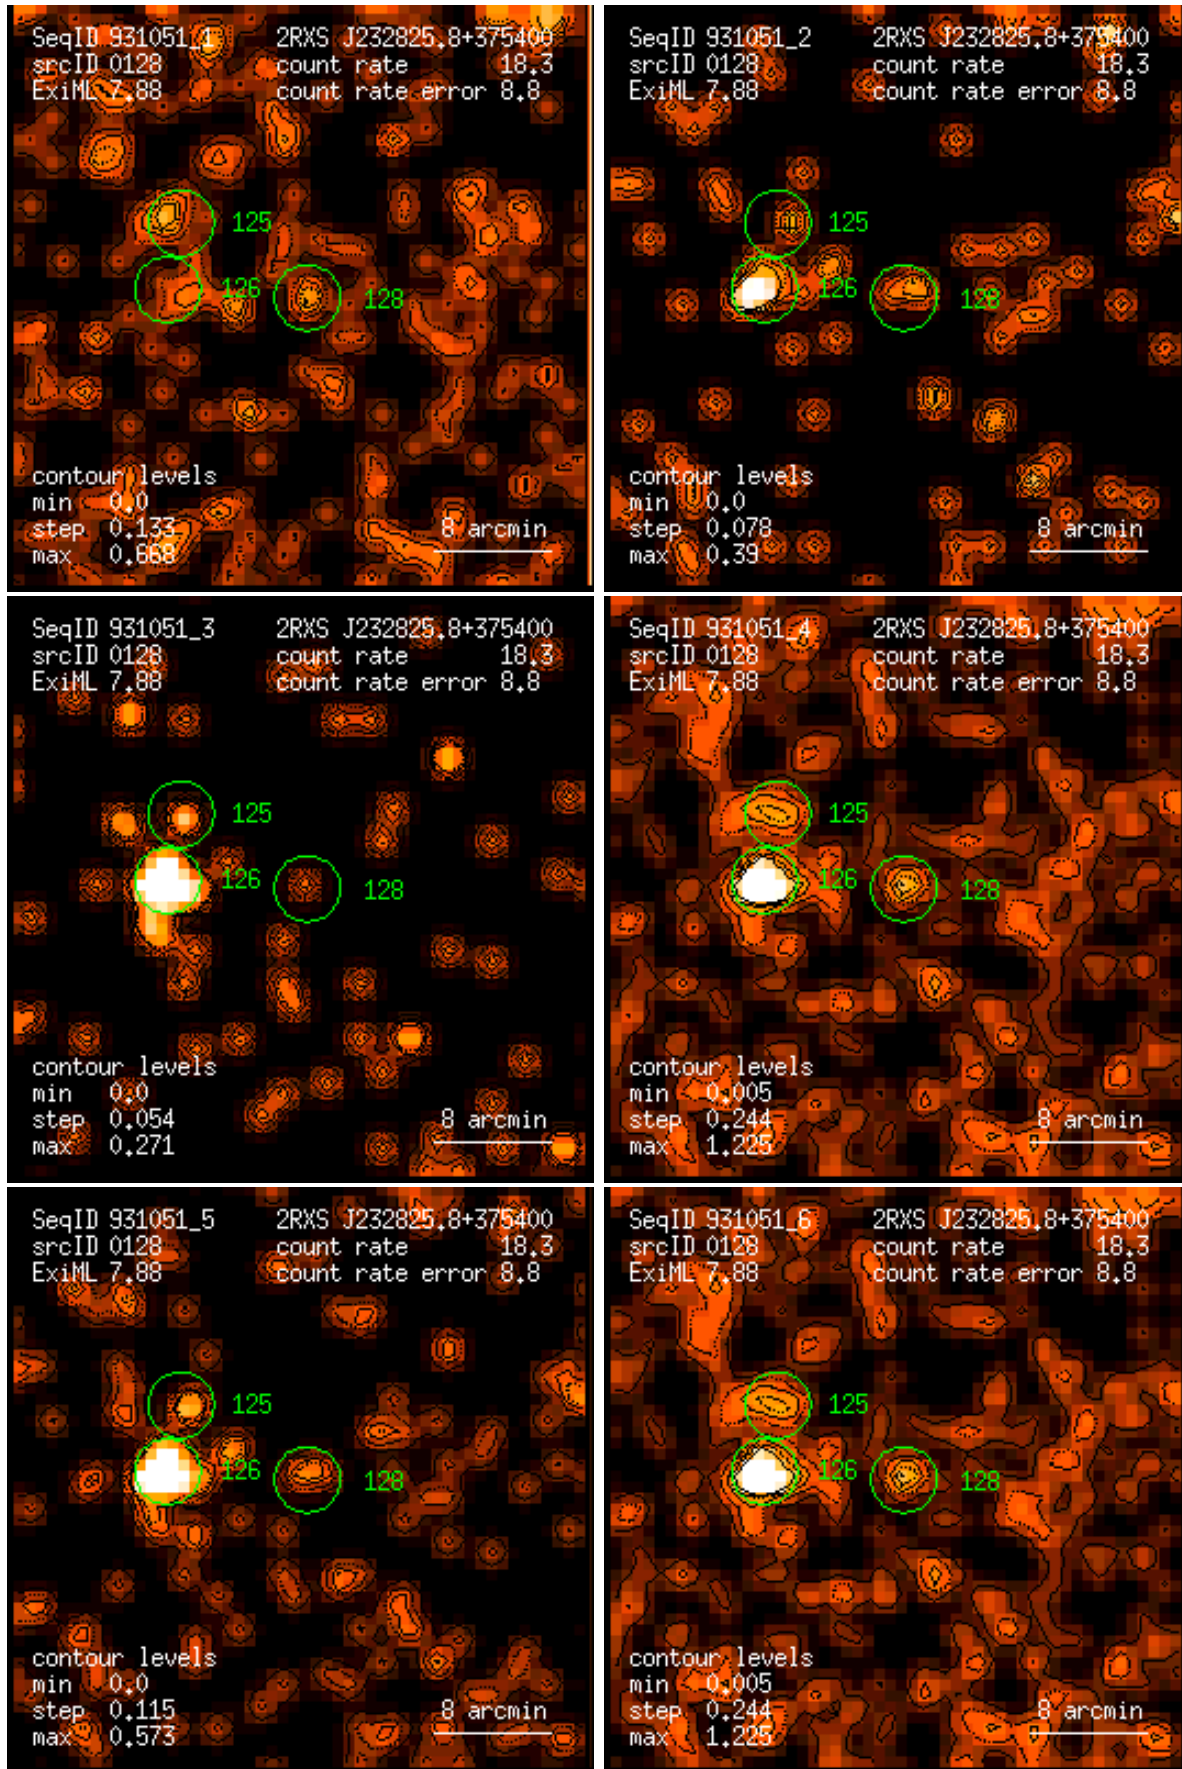 SeqID 931051_1 2RXS J232825.8+375400
srcID 0128 count rate 18.3
ExiML 7.88 count rate error 8.8
125
126
128
contour levels
min 0.0
step 0.133
max 0.668
8 arcmin
SeqID 931051_2 2RXS J232825.8+375400
srcID 0128 count rate 18.3
ExiML 7.88 count rate error 8.8
125
126
128
contour levels
min 0.0
step 0.078
max 0.39
8 arcmin
SeqID 931051_3 2RXS J232825.8+375400
srcID 0128 count rate 18.3
ExiML 7.88 count rate error 8.8
125
126
128
contour levels
min 0.0
step 0.054
max 0.271
8 arcmin
SeqID 931051_4 2RXS J232825.8+375400
srcID 0128 count rate 18.3
ExiML 7.88 count rate error 8.8
125
126
128
contour levels
min 0.005
step 0.244
max 1.225
8 arcmin
SeqID 931051_5 2RXS J232825.8+375400
srcID 0128 count rate 18.3
ExiML 7.88 count rate error 8.8
125
126
128
contour levels
min 0.0
step 0.115
max 0.573
8 arcmin
SeqID 931051_6 2RXS J232825.8+375400
srcID 0128 count rate 18.3
ExiML 7.88 count rate error 8.8
125
126
128
contour levels
min 0.005
step 0.244
max 1.225
8 arcmin